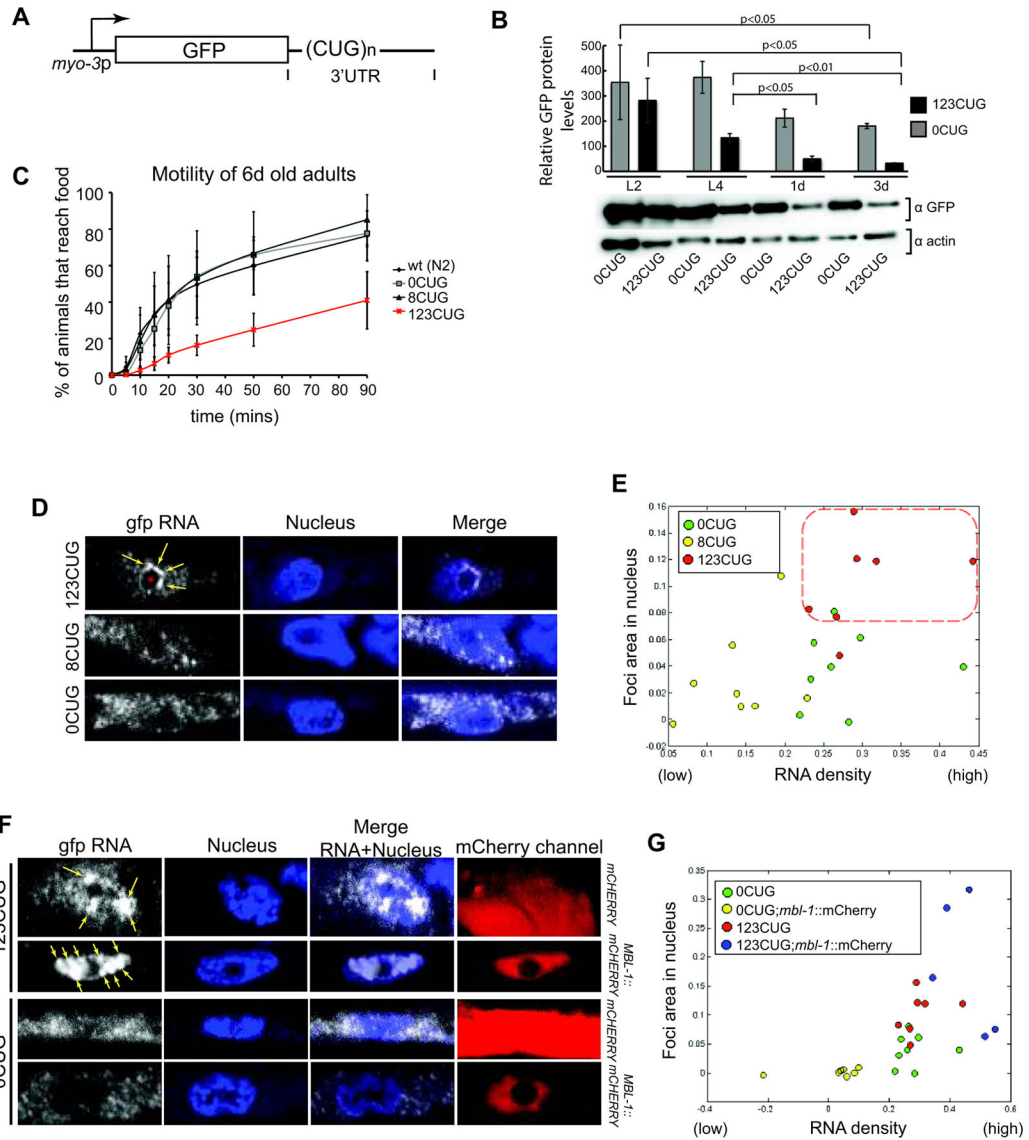 A
GFP
(CUG)n
myo-3p
3'UTR
B
p<0.05
p<0.05
p<0.01
p<0.05
Relative GFP protein
levels
500
400
300
200
100
0
123CUG
0CUG
L2
L4
1d
3d
α GFP
α actin
0CUG
123CUG
0CUG
123CUG
0CUG
123CUG
0CUG
123CUG
C
Motility of 6d old adults
% of animals that reach food
100
80
60
40
20
0
wt (N2)
0CUG
8CUG
123CUG
0 10 20 30 40 50 60 70 80 90
time (mins)
D
gfp RNA
Nucleus
Merge
123CUG
*
8CUG
0CUG
E
Foci area in nucleus
0.16
0.14
0.12
0.1
0.08
0.06
0.04
0.02
0
-0.02
0CUG
8CUG
123CUG
0.05 0.1 0.15 0.2 0.25 0.3 0.35 0.4 0.45
(low)
RNA density
(high)
F
gfp RNA
Nucleus
Merge
RNA+Nucleus
mCherry channel
123CUG
mCHERRY
MBL-1::
mCHERRY
0CUG
mCHERRY
MBL-1::
mCHERRY
G
Foci area in nucleus
0.35
0.3
0.25
0.2
0.15
0.1
0.05
0
0CUG
0CUG;mbl-1::mCherry
123CUG
123CUG;mbl-1::mCherry
-0.4 -0.2 0 0.2 0.4 0.6
(low)
RNA density
(high)